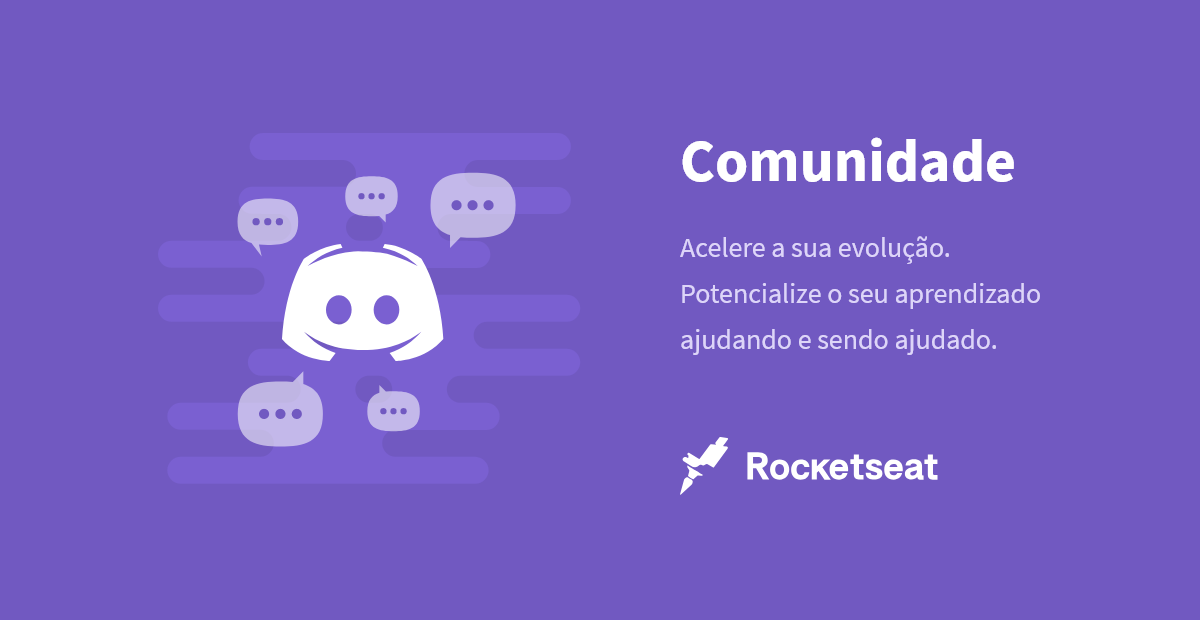 Comunidade
Acelere a sua evolução.
Potencialize o seu aprendizado
ajudando e sendo ajudado.
Rocketseat